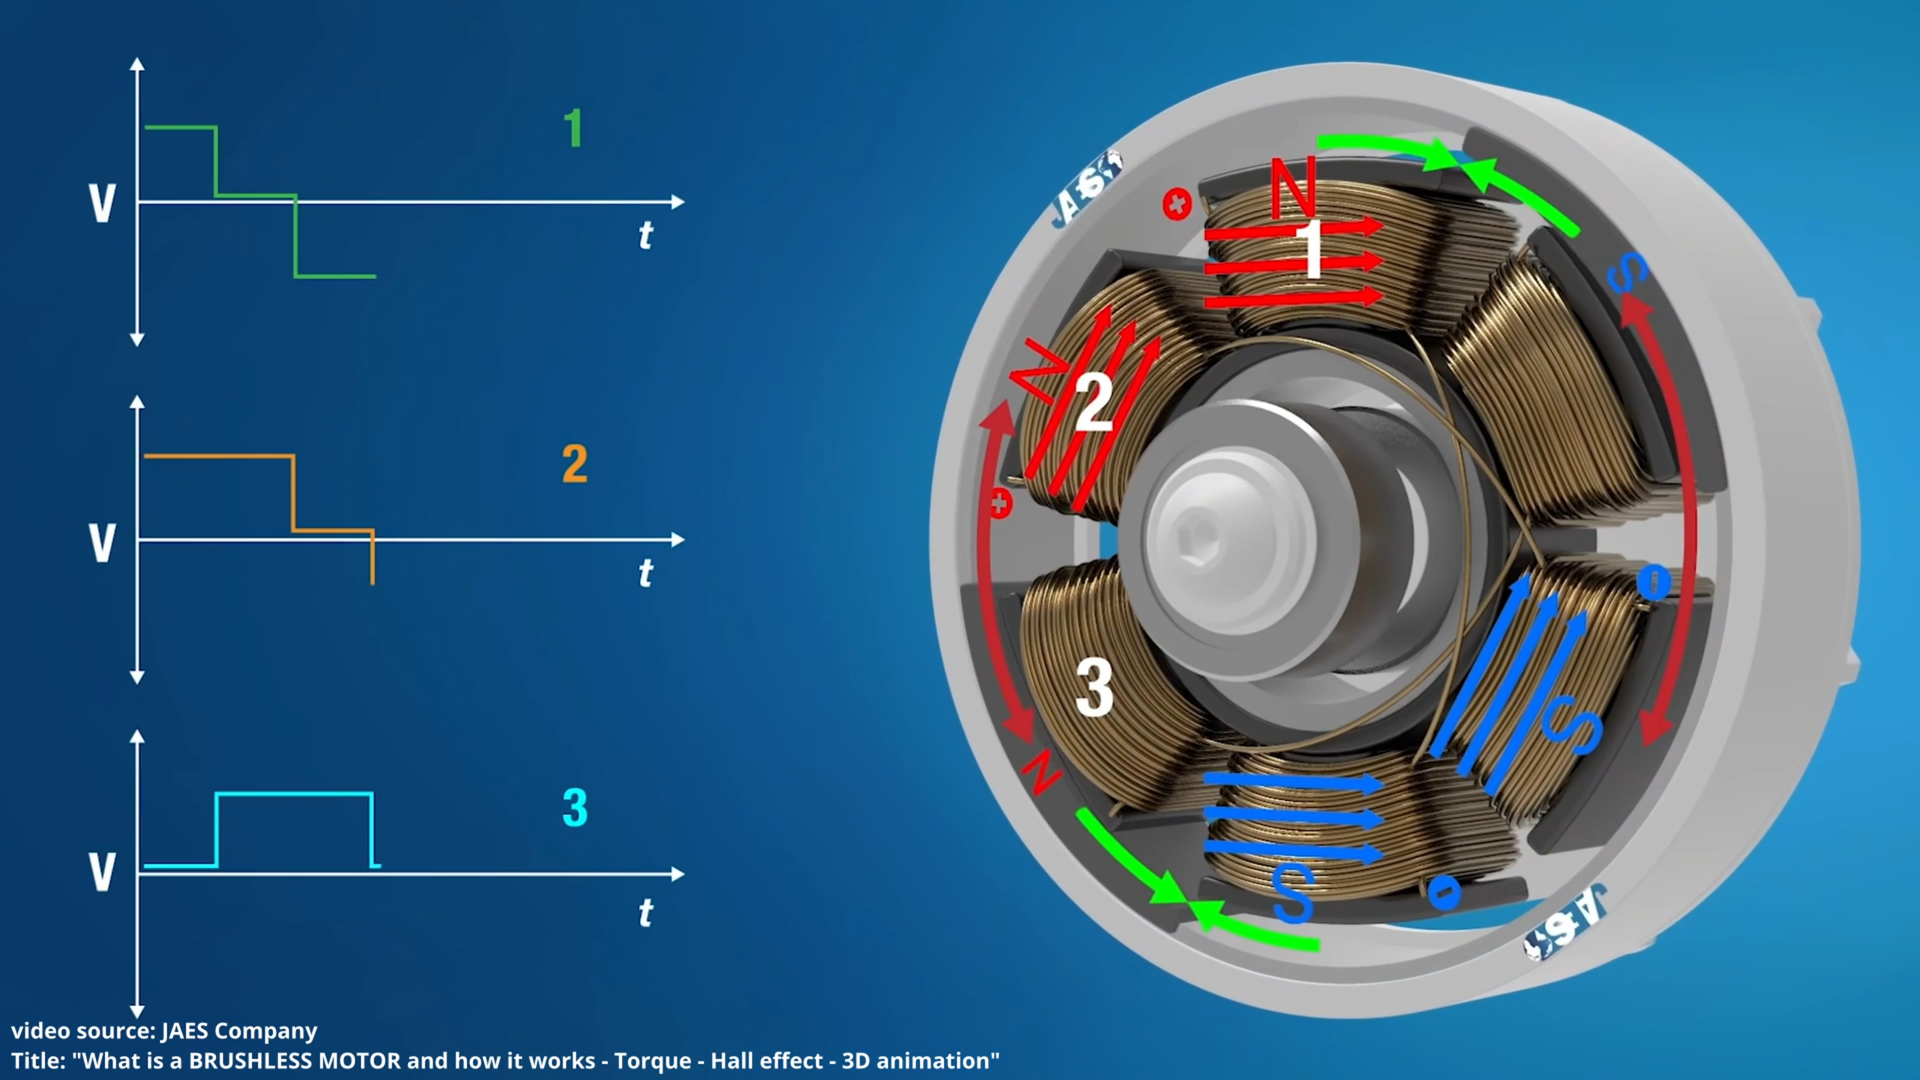 V
t
1
V
t
2
V
t
3
JAES
N
1
S
N
2
3
S
N
S
JAES
video source: JAES Company
Title: "What is a BRUSHLESS MOTOR and how it works - Torque - Hall effect - 3D animation"